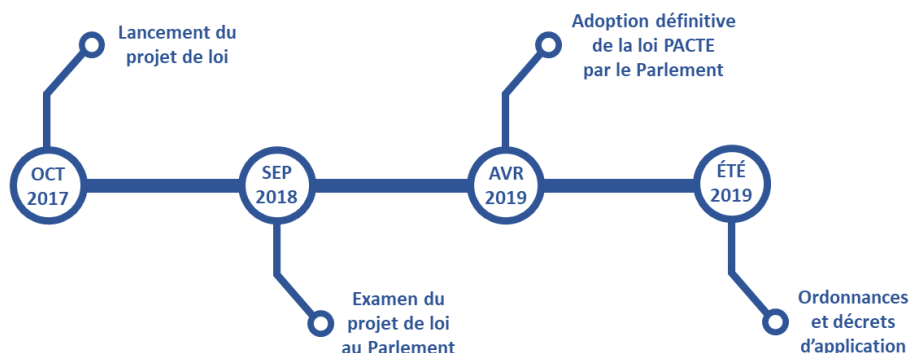 Lancement du
projet de loi
OCT
2017
SEP
2018
Examen du
projet de loi
au Parlement
Adoption définitive
de la loi PACTE
par le Parlement
AVR
2019
ÉTÉ
2019
Ordonnances
et décrets
d'application